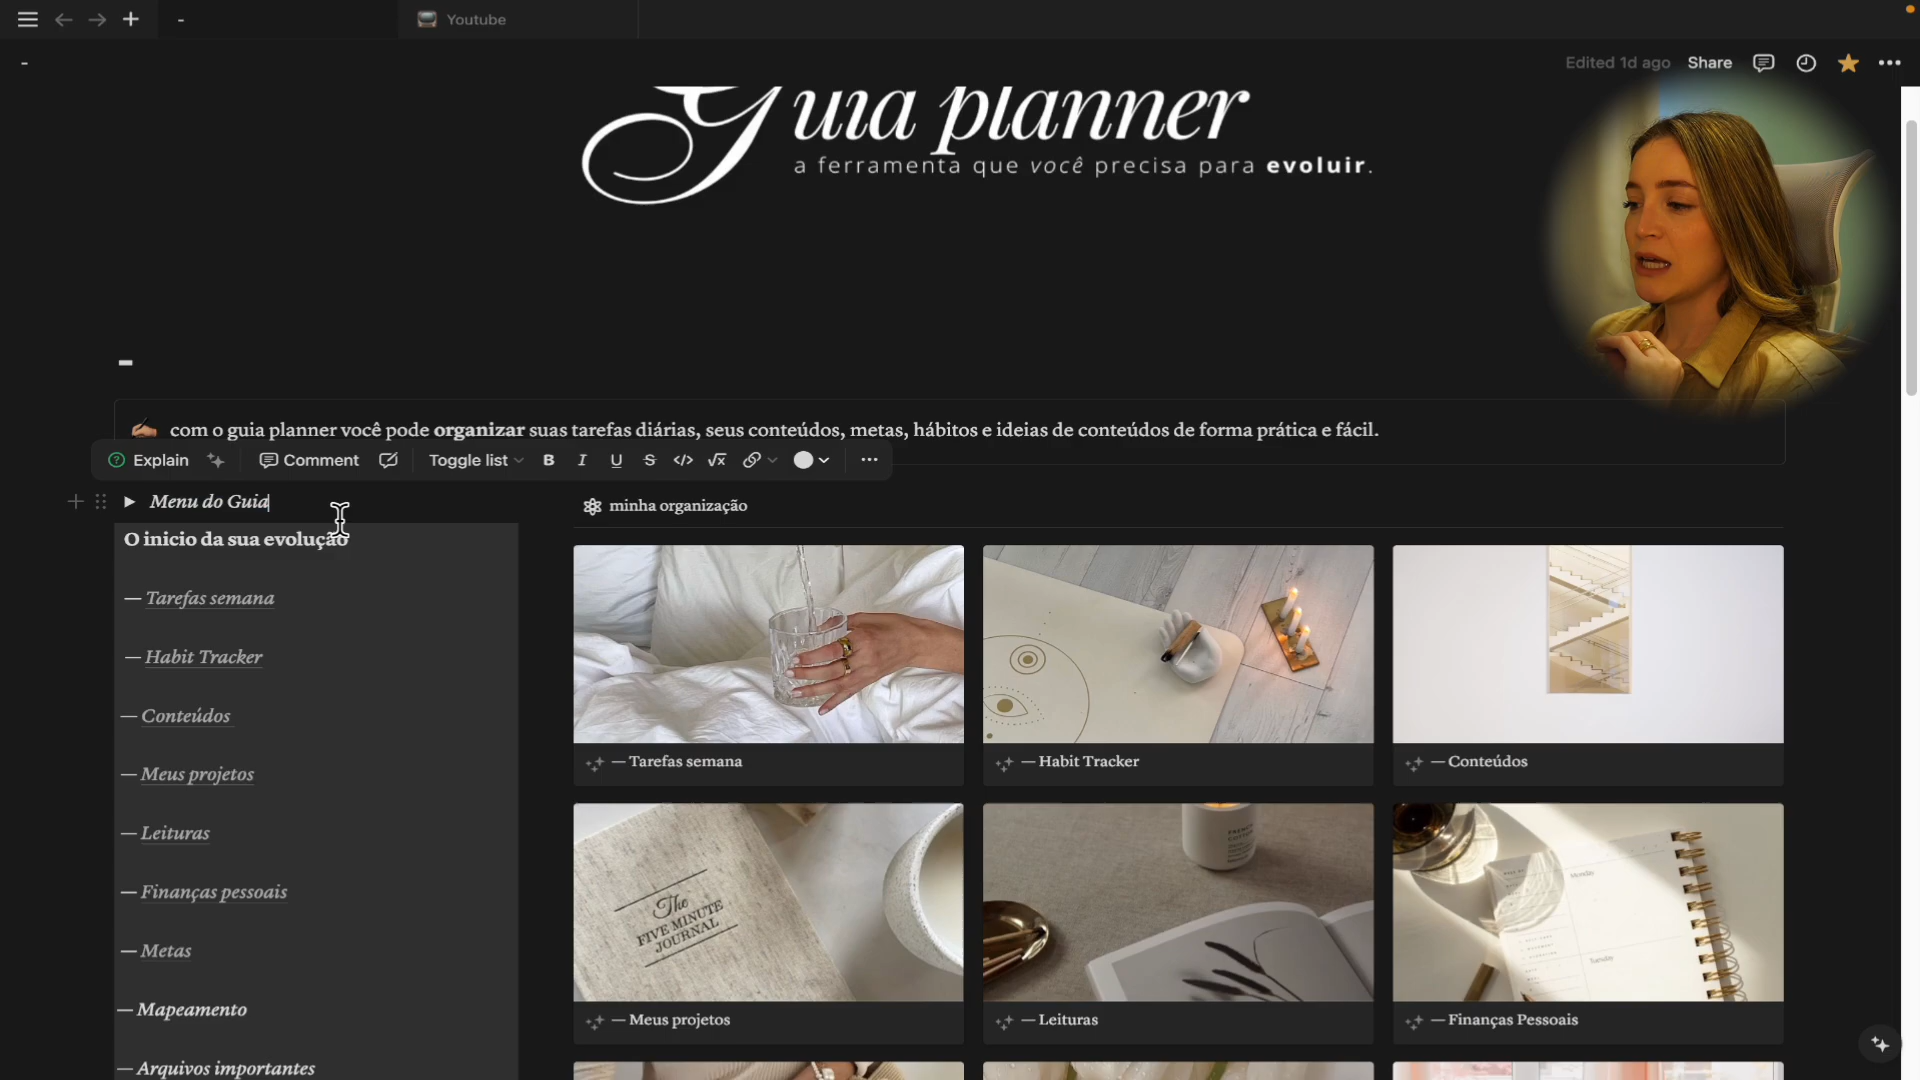 -
Youtube
-
Edited 1d ago
Share
Guia planner
a ferramenta que você precisa para evoluir.
-
com o guia planner você pode organizar suas tarefas diárias, seus conteúdos, metas, hábitos e ideias de conteúdos de forma prática e fácil.
Explain
Comment
Toggle list
B I U S </> √x
Menu do Guia
O inicio da sua evolução
— Tarefas semana
— Habit Tracker
— Conteúdos
— Meus projetos
— Leituras
— Finanças pessoais
— Metas
— Mapeamento
— Arquivos importantes
minha organização
— Tarefas semana
— Habit Tracker
— Conteúdos
The
FIVE MINUTE
JOURNAL
Monday
Tuesday
— Meus projetos
— Leituras
— Finanças Pessoais